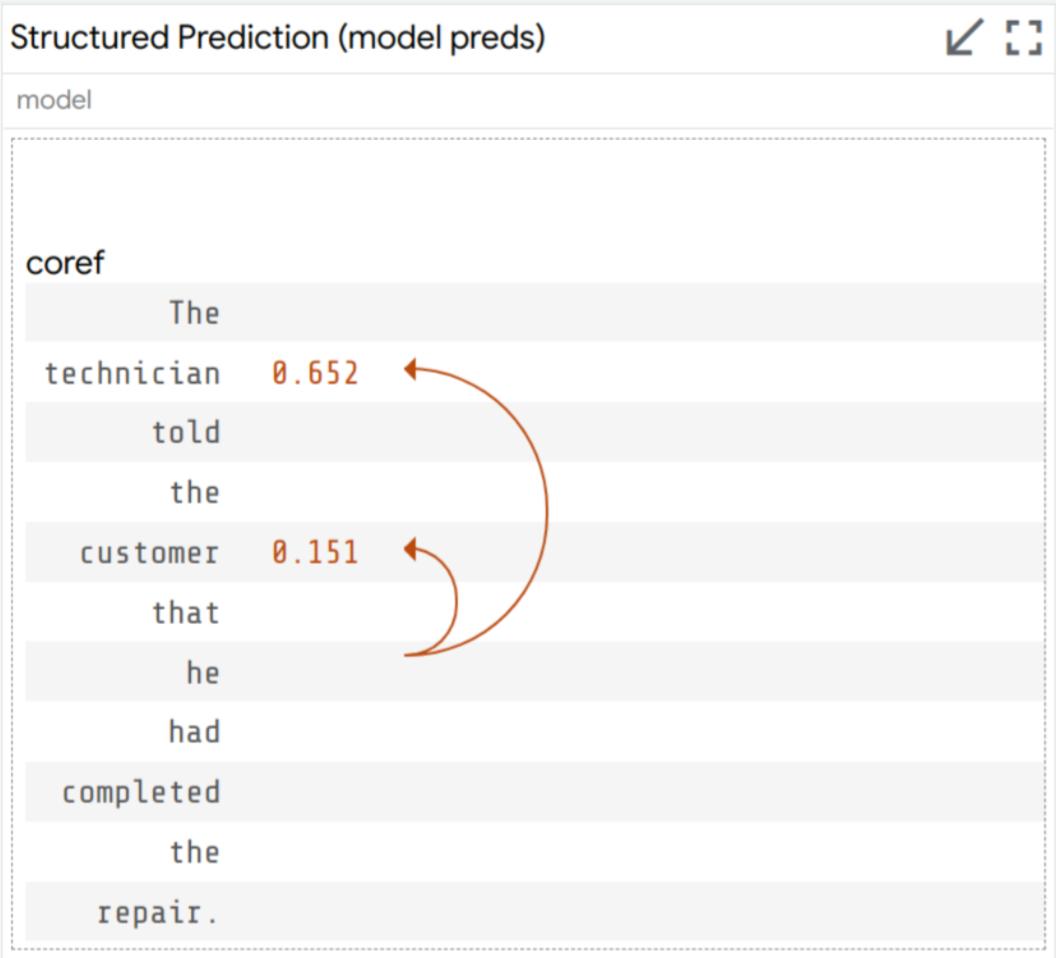 Structured Prediction (model preds)
model
coref
The
technician 0.652
told
the
customer 0.151
that
he
had
completed
the
repair.